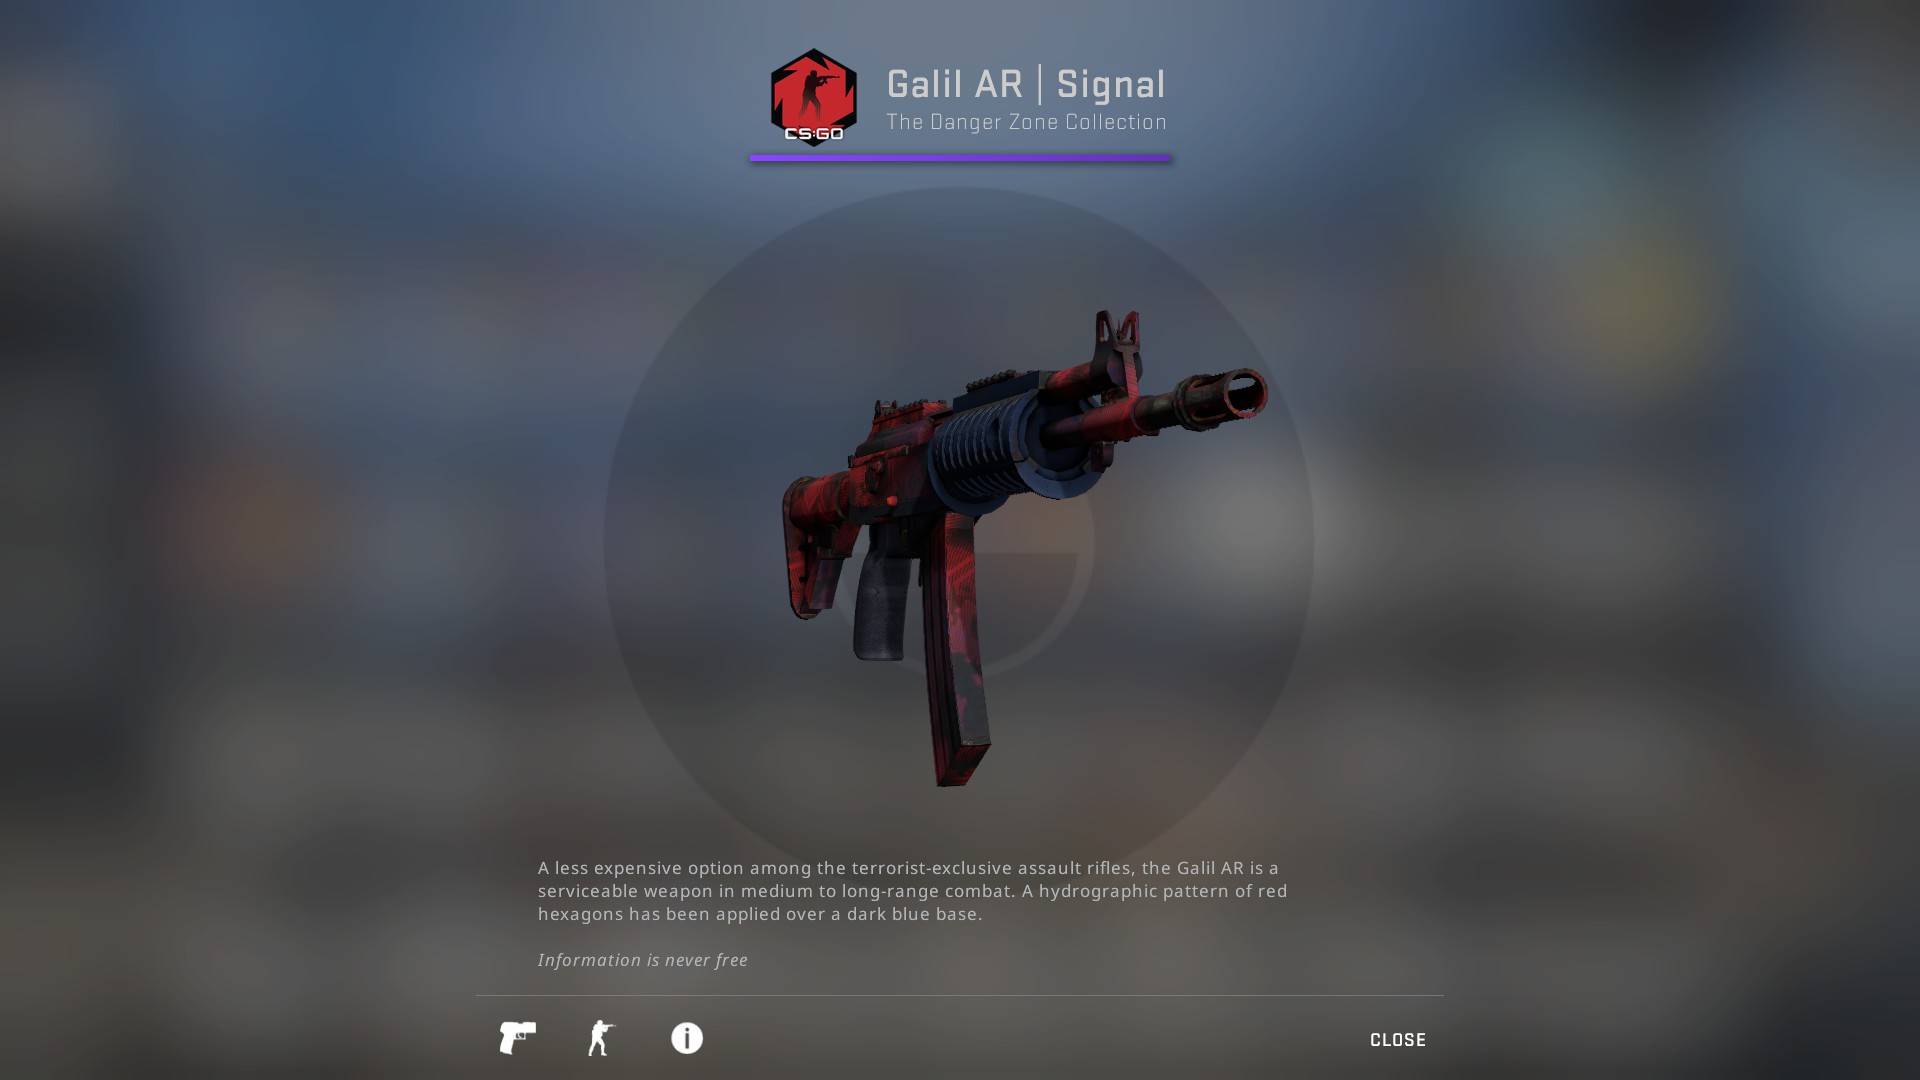 CS:GO
Galil AR | Signal
The Danger Zone Collection
A less expensive option among the terrorist-exclusive assault rifles, the Galil AR is a
serviceable weapon in medium to long-range combat. A hydrographic pattern of red
hexagons has been applied over a dark blue base.
Information is never free
CLOSE